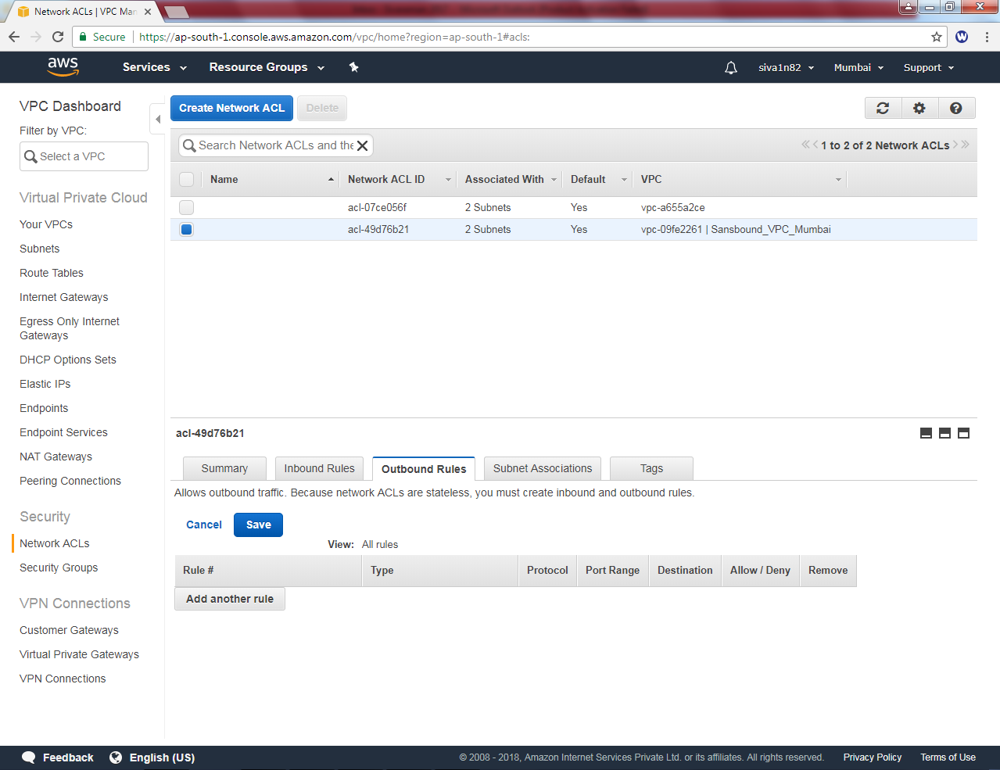 Network ACLs | VPC Man
Secure
https://ap-south-1.console.aws.amazon.com/vpc/home?region=ap-south-1#acls:
W
aws
Services
Resource Groups
siva1n82
Mumbai
Support
VPC Dashboard
Filter by VPC:
Select a VPC
Virtual Private Cloud
Your VPCs
Subnets
Route Tables
Internet Gateways
Egress Only Internet
Gateways
DHCP Options Sets
Elastic IPs
Endpoints
Endpoint Services
NAT Gateways
Peering Connections
Security
Network ACLs
Security Groups
VPN Connections
Customer Gateways
Virtual Private Gateways
VPN Connections
Create Network ACL
Delete
Search Network ACLs and the
1 to 2 of 2 Network ACLs
Name Network ACL ID Associated With Default VPC
acl-07ce056f 2 Subnets Yes vpc-a655a2ce
acl-49d76b21 2 Subnets Yes vpc-09fe2261 | Sansbound_VPC_Mumbai
acl-49d76b21
Summary Inbound Rules Outbound Rules Subnet Associations Tags
Allows outbound traffic. Because network ACLs are stateless, you must create inbound and outbound rules.
Cancel Save
View: All rules
Rule # Type Protocol Port Range Destination Allow / Deny Remove
Add another rule
Feedback
English (US)
© 2008 - 2018, Amazon Internet Services Private Ltd. or its affiliates. All rights reserved.
Privacy Policy
Terms of Use